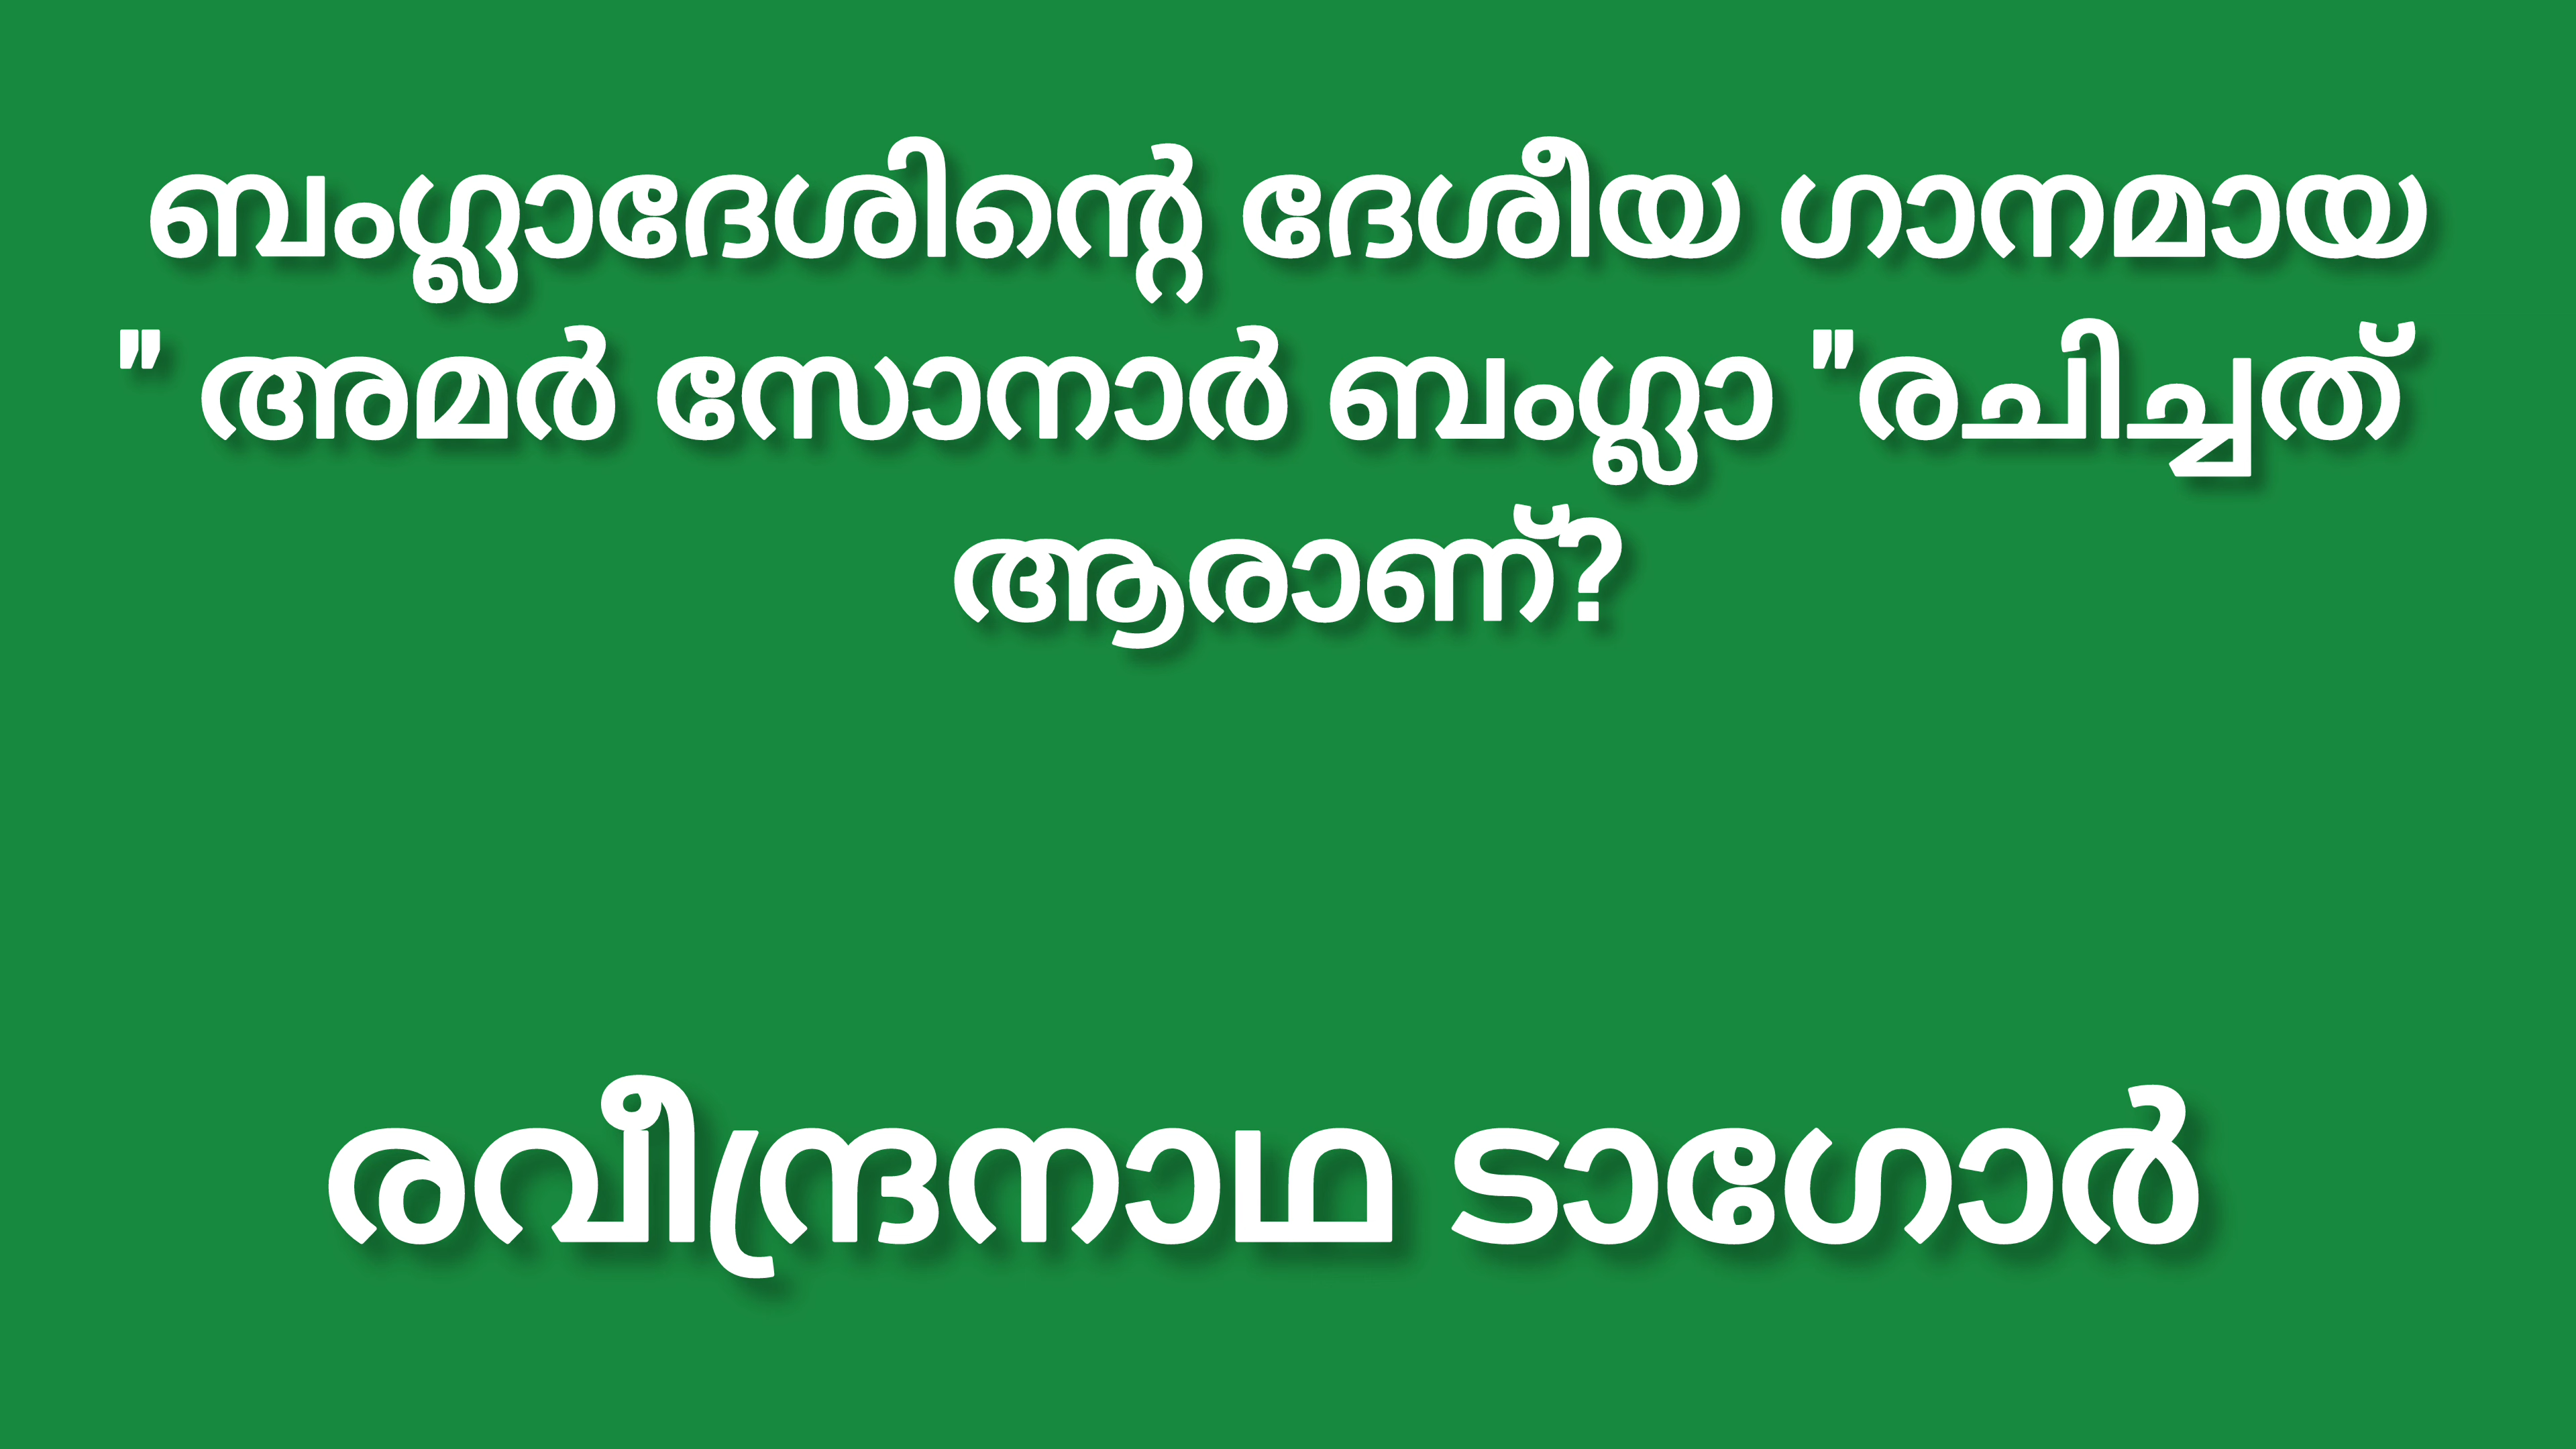 ബംഗ്ലാദേശിന്റെ ദേശീയ ഗാനമായ
" അമർ സോനാർ ബംഗ്ലാ "രചിച്ചത്
ആരാണ്?
രവീന്ദ്രനാഥ ടാഗോർ